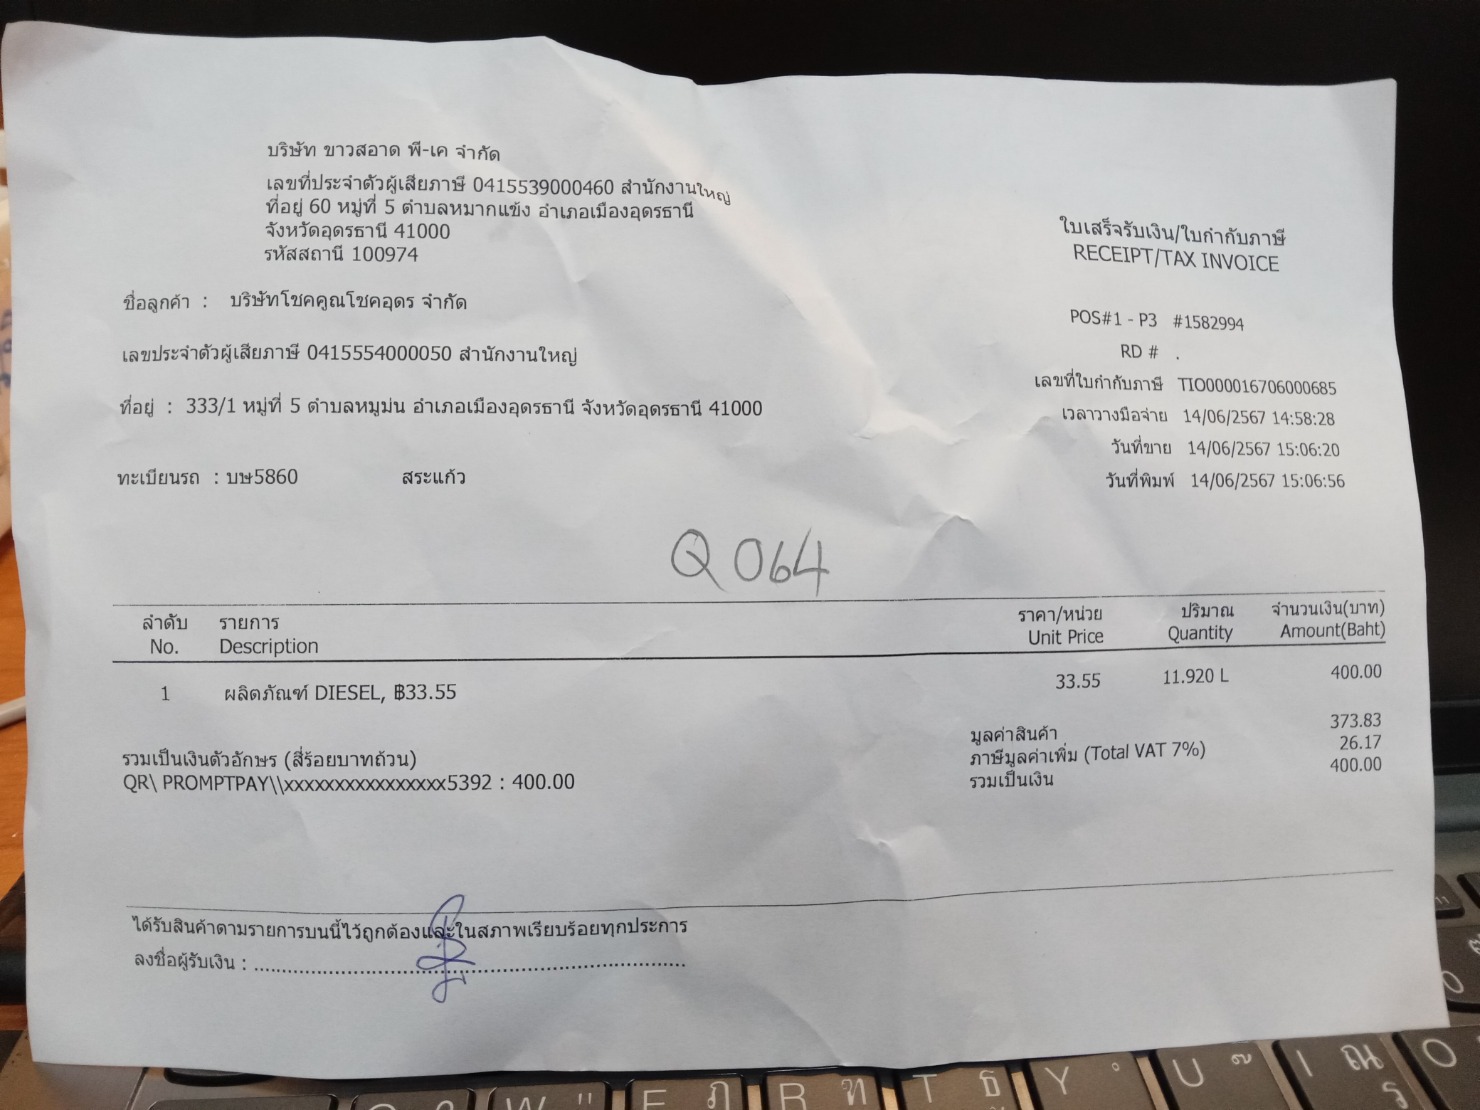 บริษัท ขาวสอาด พี-เค จำกัด
เลขที่ประจำตัวผู้เสียภาษี 0415539000460 สำนักงานใหญ่
ที่อยู่ 60 หมู่ที่ 5 ตำบลหมากแข้ง อำเภอเมืองอุดรธานี
จังหวัดอุดรธานี 41000
รหัสสถานี 100974
ใบเสร็จรับเงิน/ใบกำกับภาษี
RECEIPT/TAX INVOICE
ชื่อลูกค้า : บริษัทโชคคูณโชคอุดร จำกัด
เลขประจำตัวผู้เสียภาษี 0415554000050 สำนักงานใหญ่
ที่อยู่ : 333/1 หมู่ที่ 5 ตำบลหมูม่น อำเภอเมืองอุดรธานี จังหวัดอุดรธานี 41000
ทะเบียนรถ : บษ5860 สระแก้ว
POS#1 - P3 #1582994
RD # .
เลขที่ใบกำกับภาษี TIO000016706000685
เวลาวางมือจ่าย 14/06/2567 14:58:28
วันที่ขาย 14/06/2567 15:06:20
วันที่พิมพ์ 14/06/2567 15:06:56
Q 064
ลำดับ รายการ ราคา/หน่วย ปริมาณ จำนวนเงิน(บาท)
No. Description Unit Price Quantity Amount(Baht)
1 ผลิตภัณฑ์ DIESEL, ฿33.55 33.55 11.920 L 400.00
มูลค่าสินค้า 373.83
ภาษีมูลค่าเพิ่ม (Total VAT 7%) 26.17
รวมเป็นเงิน 400.00
รวมเป็นเงินตัวอักษร (สี่ร้อยบาทถ้วน)
QR\ PROMPTPAY\\xxxxxxxxxxxxxxxx5392 : 400.00
ได้รับสินค้าตามรายการบนนี้ไว้ถูกต้องและในสภาพเรียบร้อยทุกประการ
ลงชื่อผู้รับเงิน : ........................................................................
W " E ฎ R ฑ T ธ Y ํ U ๊ I ณ ร O